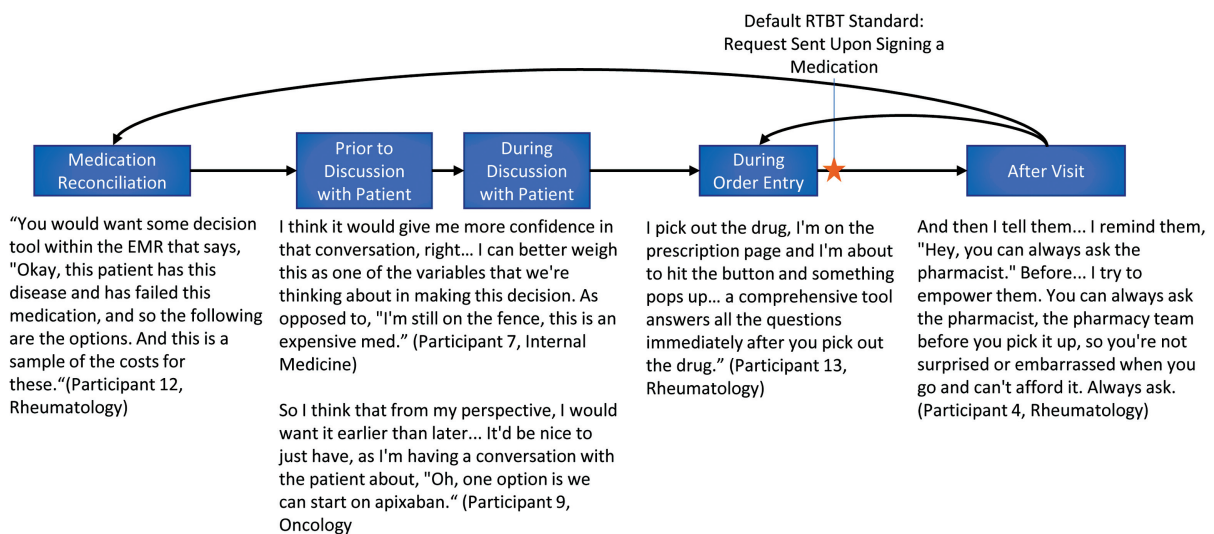 Default RTBT Standard:
Request Sent Upon Signing a
Medication
Medication
Reconciliation
Prior to
Discussion
with Patient
During
Discussion
with Patient
During
Order Entry
After Visit
“You would want some decision
tool within the EMR that says,
"Okay, this patient has this
disease and has failed this
medication, and so the following
are the options. And this is a
sample of the costs for
these.“(Participant 12,
Rheumatology)
I think it would give me more confidence in
that conversation, right... I can better weigh
this as one of the variables that we're
thinking about in making this decision. As
opposed to, "I'm still on the fence, this is an
expensive med.” (Participant 7, Internal
Medicine)
So I think that from my perspective, I would
want it earlier than later... It'd be nice to
just have, as I'm having a conversation with
the patient about, "Oh, one option is we
can start on apixaban.“ (Participant 9,
Oncology
I pick out the drug, I'm on the
prescription page and I'm about
to hit the button and something
pops up… a comprehensive tool
answers all the questions
immediately after you pick out
the drug.” (Participant 13,
Rheumatology)
And then I tell them... I remind them,
"Hey, you can always ask the
pharmacist." Before... I try to
empower them. You can always ask
the pharmacist, the pharmacy team
before you pick it up, so you're not
surprised or embarrassed when you
go and can't afford it. Always ask.
(Participant 4, Rheumatology)